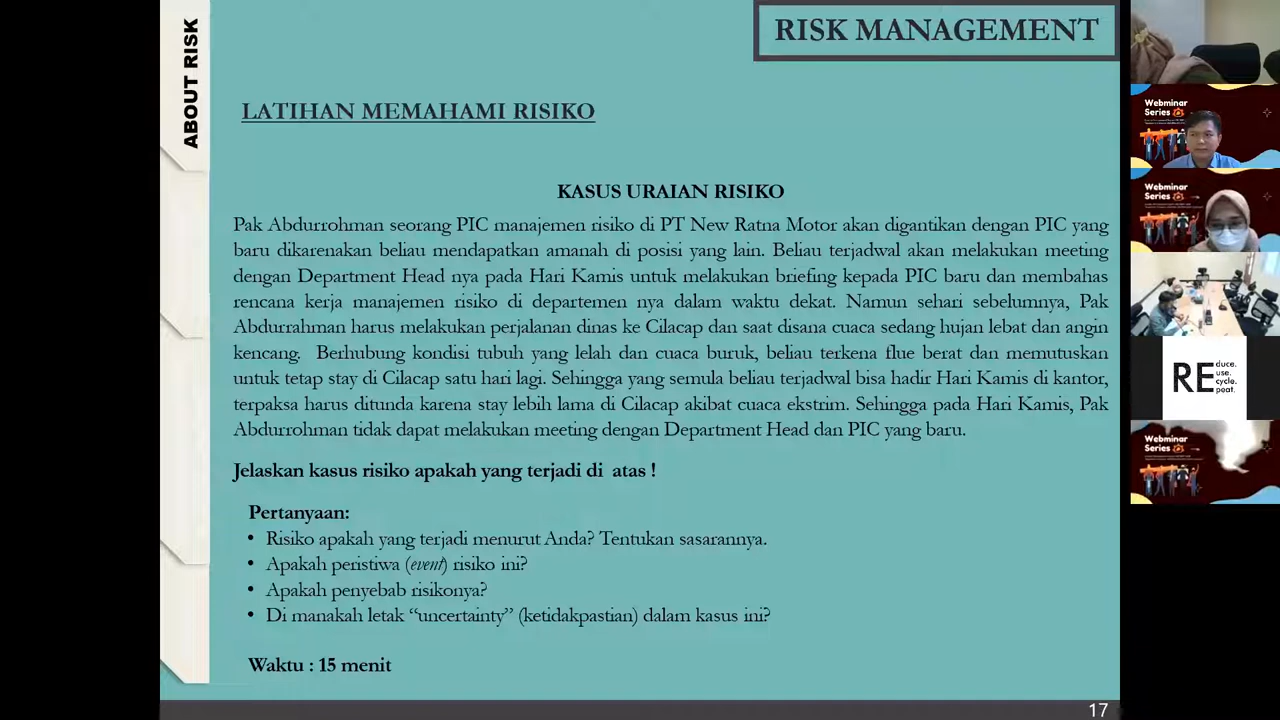 ABOUT RISK
RISK MANAGEMENT
LATIHAN MEMAHAMI RISIKO
KASUS URAIAN RISIKO
Pak Abdurrohman seorang PIC manajemen risiko di PT New Ratna Motor akan digantikan dengan PIC yang
baru dikarenakan beliau mendapatkan amanah di posisi yang lain. Beliau terjadwal akan melakukan meeting
dengan Department Head nya pada Hari Kamis untuk melakukan briefing kepada PIC baru dan membahas
rencana kerja manajemen risiko di departemen nya dalam waktu dekat. Namun sehari sebelumnya, Pak
Abdurrahman harus melakukan perjalanan dinas ke Cilacap dan saat disana cuaca sedang hujan lebat dan angin
kencang. Berhubung kondisi tubuh yang lelah dan cuaca buruk, beliau terkena flue berat dan memutuskan
untuk tetap stay di Cilacap satu hari lagi. Sehingga yang semula beliau terjadwal bisa hadir Hari Kamis di kantor,
terpaksa harus ditunda karena stay lebih lama di Cilacap akibat cuaca ekstrim. Sehingga pada Hari Kamis, Pak
Abdurrohman tidak dapat melakukan meeting dengan Department Head dan PIC yang baru.
Jelaskan kasus risiko apakah yang terjadi di atas !
Pertanyaan:
• Risiko apakah yang terjadi menurut Anda? Tentukan sasarannya.
• Apakah peristiwa (event) risiko ini?
• Apakah penyebab risikonya?
• Di manakah letak “uncertainty” (ketidakpastian) dalam kasus ini?
Waktu : 15 menit
17
Webminar
Series
Webminar
Series
REduce.
use.
cycle.
peat.
Webminar
Series